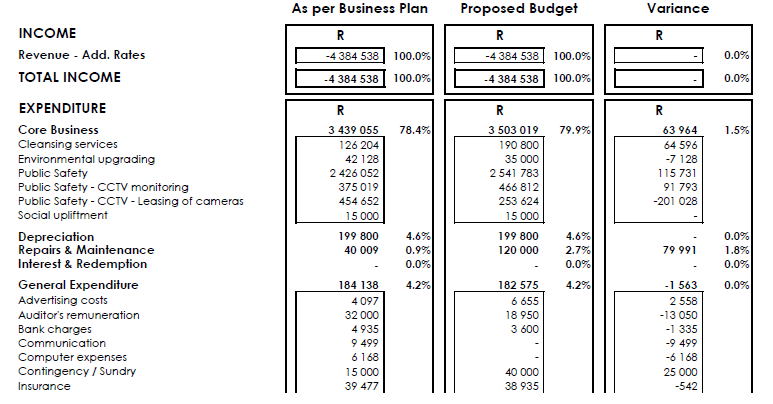 As per Business Plan Proposed Budget Variance
INCOME R R R
Revenue - Add. Rates -4 384 538 100.0% -4 384 538 100.0% - 0.0%
TOTAL INCOME -4 384 538 100.0% -4 384 538 100.0% - 0.0%
EXPENDITURE R R R
Core Business 3 439 055 78.4% 3 503 019 79.9% 63 964 1.5%
Cleansing services 126 204 190 800 64 596
Environmental upgrading 42 128 35 000 -7 128
Public Safety 2 426 052 2 541 783 115 731
Public Safety - CCTV monitoring 375 019 466 812 91 793
Public Safety - CCTV - Leasing of cameras 454 652 253 624 -201 028
Social upliftment 15 000 15 000 -
Depreciation 199 800 4.6% 199 800 4.6% - 0.0%
Repairs & Maintenance 40 009 0.9% 120 000 2.7% 79 991 1.8%
Interest & Redemption - 0.0% - 0.0% - 0.0%
General Expenditure 184 138 4.2% 182 575 4.2% -1 563 0.0%
Advertising costs 4 097 6 655 2 558
Auditor's remuneration 32 000 18 950 -13 050
Bank charges 4 935 3 600 -1 335
Communication 9 499 - -9 499
Computer expenses 6 168 - -6 168
Contingency / Sundry 15 000 40 000 25 000
Insurance 39 477 38 935 -542